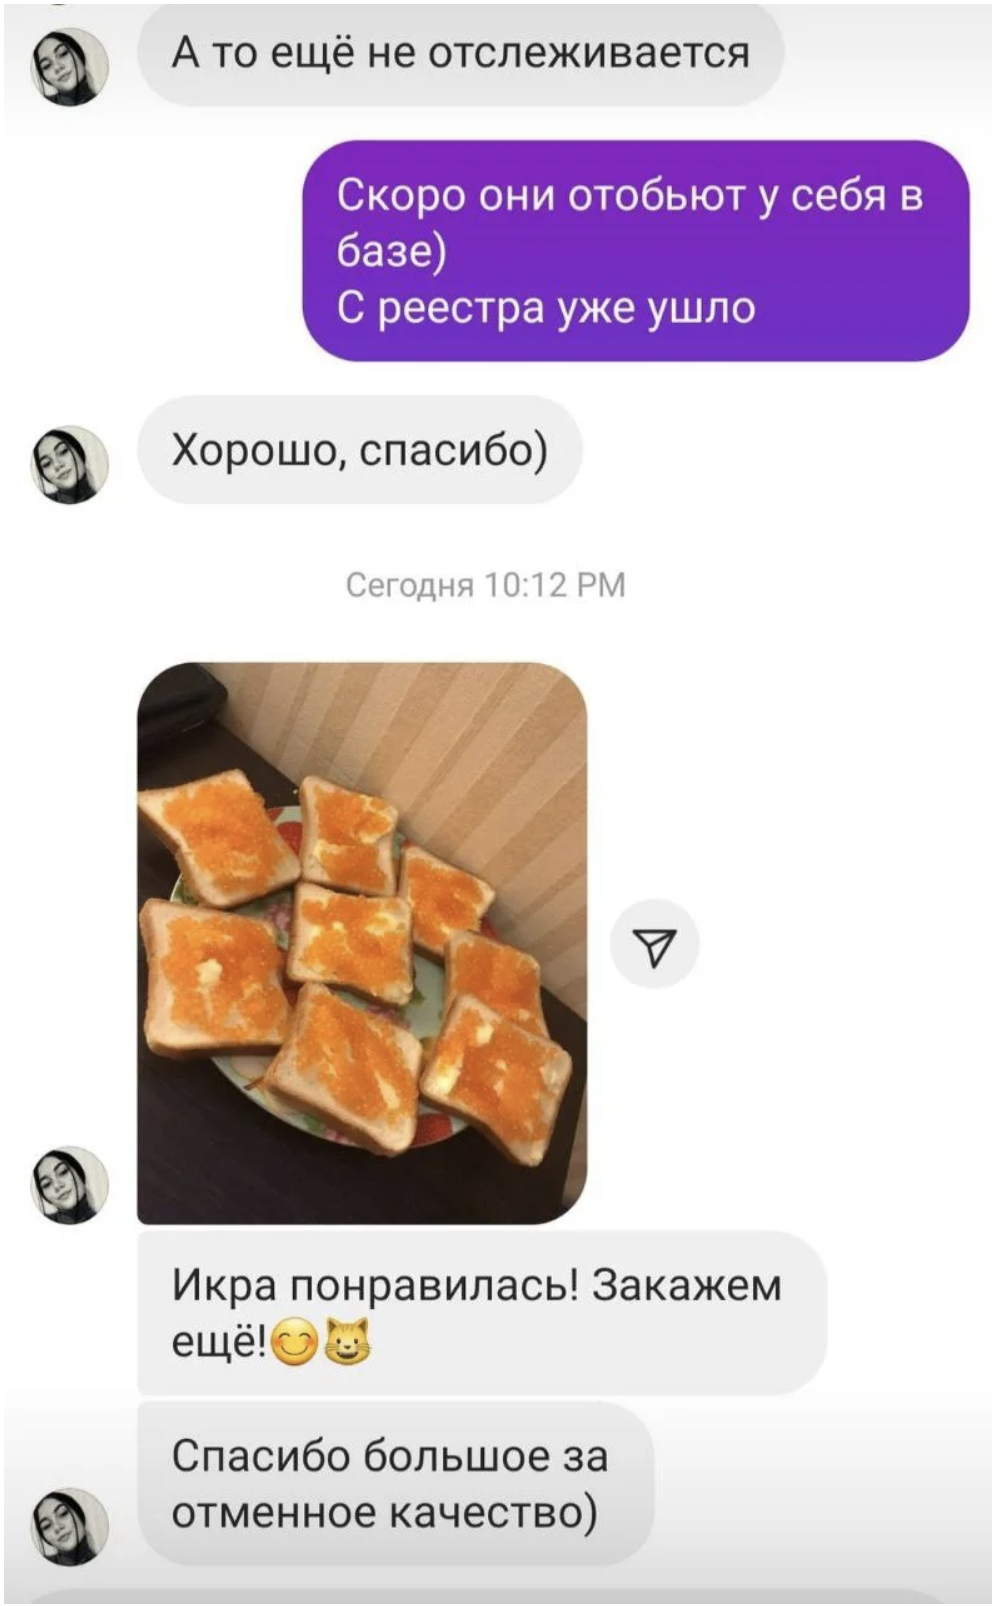 А то ещё не отслеживается
Скоро они отобьют у себя в
базе)
С реестра уже ушло
Хорошо, спасибо)
Сегодня 10:12 PM
Икра понравилась! Закажем
ещё!😊😺
Спасибо большое за
отменное качество)